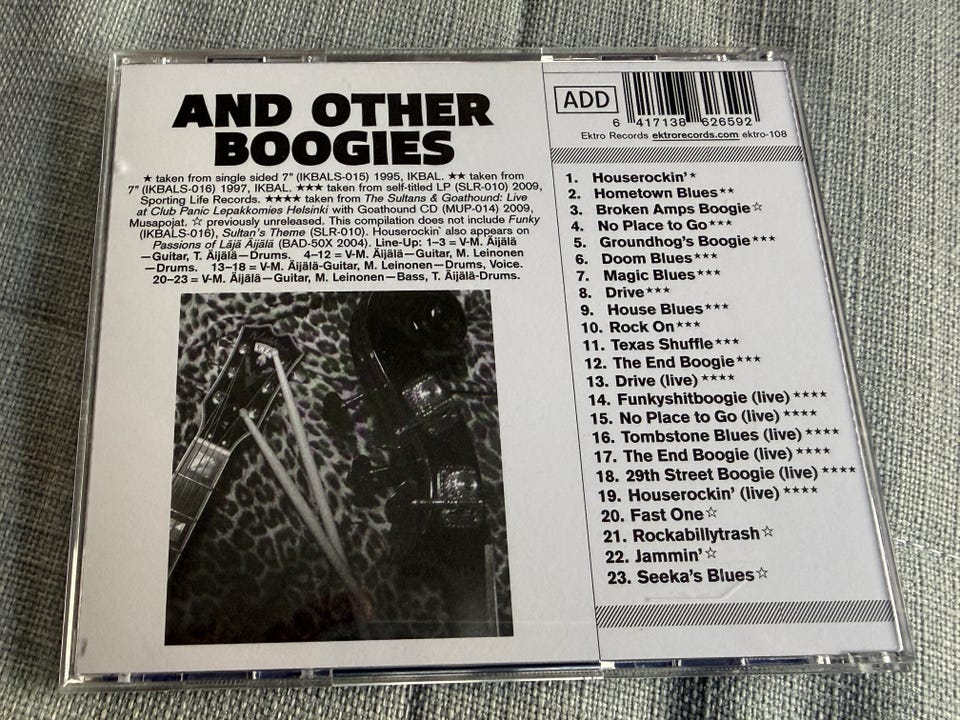 AND OTHER
BOOGIES
★ taken from single sided 7" (IKBALS-015) 1995, IKBAL. ★★ taken from
7" (IKBALS-016) 1997, IKBAL. ★★★ taken from self-titled LP (SLR-010) 2009,
Sporting Life Records. ★★★★ taken from The Sultans & Goathound: Live
at Club Panic Lepakkomies Helsinki with Goathound CD (MUP-014) 2009,
Musapojat. ☆ previously unreleased. This compilation does not include Funky
(IKBALS-016), Sultan's Theme (SLR-010). Houserockin` also appears on
Passions of Läjä Äijälä (BAD-50X 2004). Line-Up: 1–3 = V-M. Äijälä
—Guitar, T. Äijälä—Drums. 4–12 = V-M. Äijälä—Guitar, M. Leinonen
—Drums. 13–18 = V-M. Äijälä-Guitar, M. Leinonen—Drums, Voice.
20–23 = V-M. Äijälä—Guitar, M. Leinonen—Bass, T. Äijälä-Drums.
ADD
6 417138 626592
Ektro Records ektrorecords.com ektro-108
1. Houserockin'★
2. Hometown Blues★★
3. Broken Amps Boogie☆
4. No Place to Go★★★
5. Groundhog's Boogie★★★
6. Doom Blues★★★
7. Magic Blues★★★
8. Drive★★★
9. House Blues★★★
10. Rock On★★★
11. Texas Shuffle★★★
12. The End Boogie★★★
13. Drive (live)★★★★
14. Funkyshitboogie (live)★★★★
15. No Place to Go (live)★★★★
16. Tombstone Blues (live)★★★★
17. The End Boogie (live)★★★★
18. 29th Street Boogie (live)★★★★
19. Houserockin' (live)★★★★
20. Fast One☆
21. Rockabillytrash☆
22. Jammin'☆
23. Seeka's Blues☆